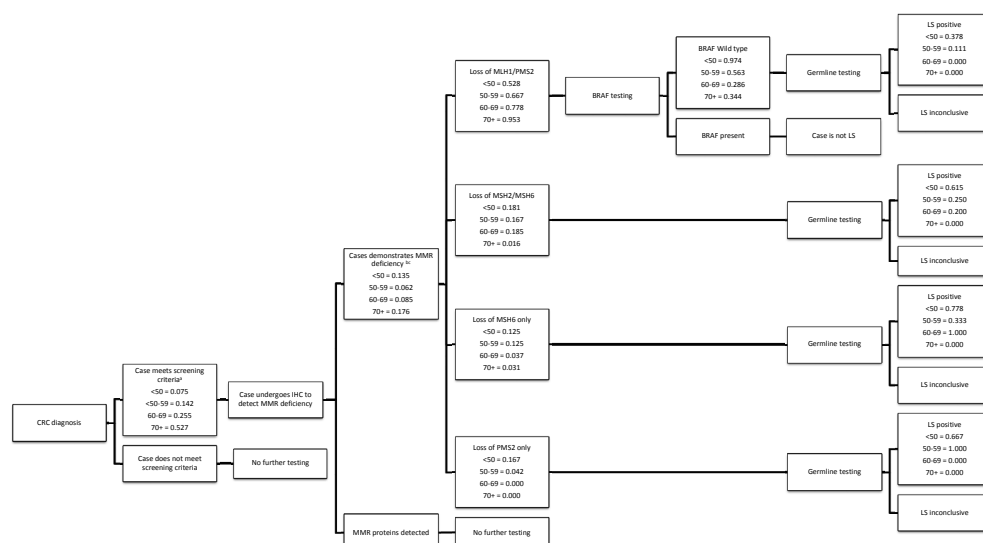 CRC diagnosis
Case meets screening
criteriaᵃ
<50 = 0.075
<50-59 = 0.142
60-69 = 0.255
70+ = 0.527
Case does not meet
screening criteria
Case undergoes IHC to
detect MMR deficiency
No further testing
Cases demonstrates MMR
deficiency ᵇᶜ
<50 = 0.135
50-59 = 0.062
60-69 = 0.085
70+ = 0.176
MMR proteins detected
No further testing
Loss of MLH1/PMS2
<50 = 0.528
50-59 = 0.667
60-69 = 0.778
70+ = 0.953
BRAF testing
BRAF Wild type
<50 = 0.974
50-59 = 0.563
60-69 = 0.286
70+ = 0.344
BRAF present
Germline testing
Case is not LS
LS positive
<50 = 0.378
50-59 = 0.111
60-69 = 0.000
70+ = 0.000
LS inconclusive
Loss of MSH2/MSH6
<50 = 0.181
50-59 = 0.167
60-69 = 0.185
70+ = 0.016
Germline testing
LS positive
<50 = 0.615
50-59 = 0.250
60-69 = 0.200
70+ = 0.000
LS inconclusive
Loss of MSH6 only
<50 = 0.125
50-59 = 0.125
60-69 = 0.037
70+ = 0.031
Germline testing
LS positive
<50 = 0.778
50-59 = 0.333
60-69 = 1.000
70+ = 0.000
LS inconclusive
Loss of PMS2 only
<50 = 0.167
50-59 = 0.042
60-69 = 0.000
70+ = 0.000
Germline testing
LS positive
<50 = 0.667
50-59 = 1.000
60-69 = 0.000
70+ = 0.000
LS inconclusive